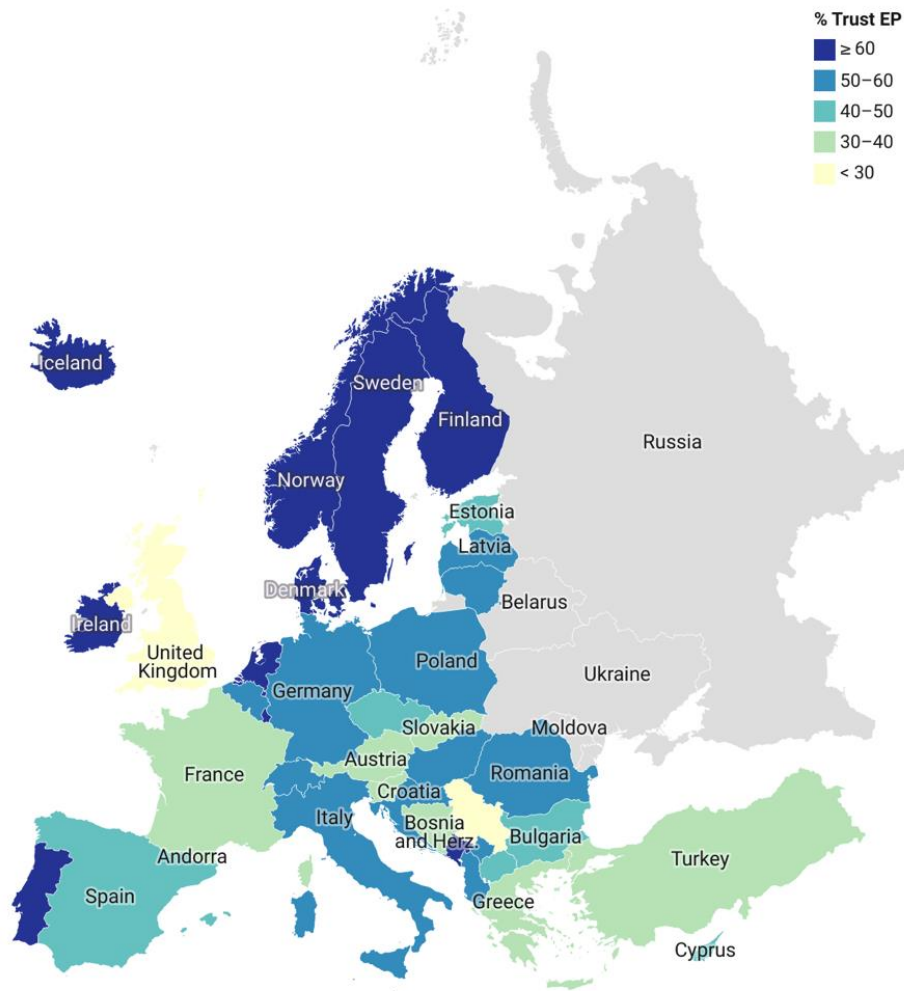 % Trust EP
≥ 60
50–60
40–50
30–40
< 30
Iceland
Sweden
Finland
Russia
Norway
Estonia
Latvia
Denmark
Belarus
Ireland
United
Kingdom
Poland
Ukraine
Germany
Slovakia
Moldova
Austria
France
Romania
Croatia
Italy
Bosnia
and Herz.
Bulgaria
Andorra
Turkey
Spain
Greece
Cyprus